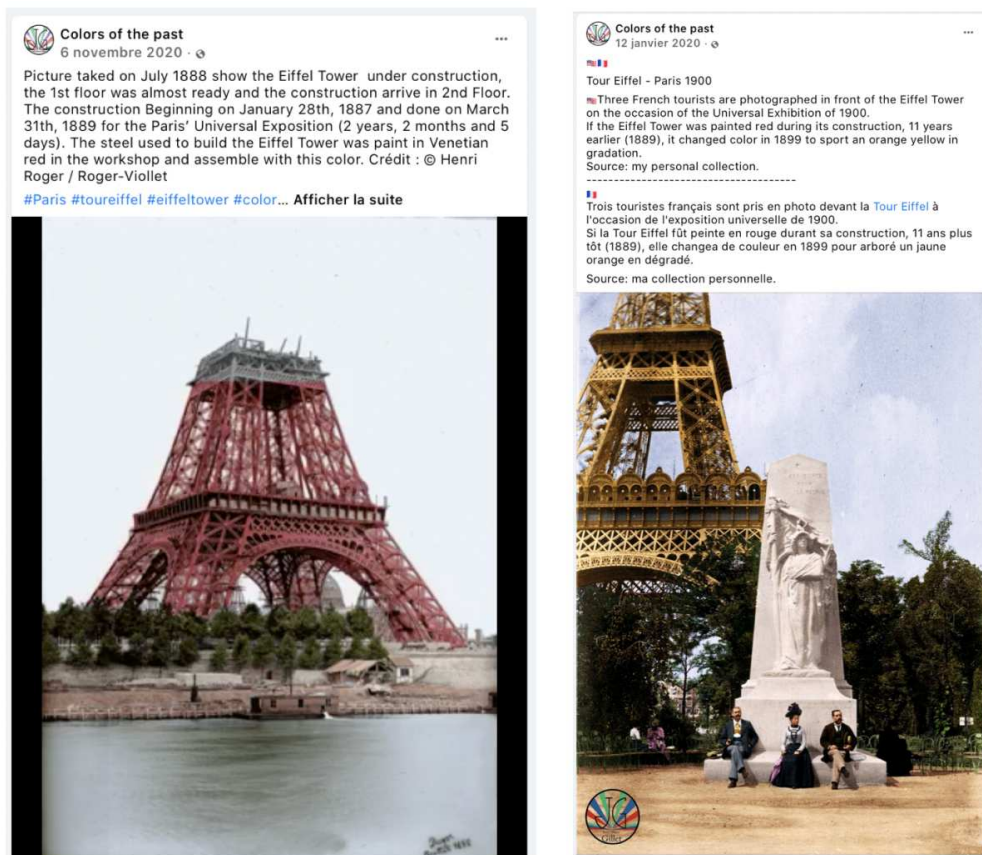 Colors of the past
6 novembre 2020 ·
Picture taked on July 1888 show the Eiffel Tower under construction,
the 1st floor was almost ready and the construction arrive in 2nd Floor.
The construction Beginning on January 28th, 1887 and done on March
31th, 1889 for the Paris' Universal Exposition (2 years, 2 months and 5
days). The steel used to build the Eiffel Tower was paint in Venetian
red in the workshop and assemble with this color. Crédit : © Henri
Roger / Roger-Viollet
#Paris #toureiffel #eiffeltower #color... Afficher la suite
Colors of the past
12 janvier 2020 ·
Tour Eiffel - Paris 1900
Three French tourists are photographed in front of the Eiffel Tower
on the occasion of the Universal Exhibition of 1900.
If the Eiffel Tower was painted red during its construction, 11 years
earlier (1889), it changed color in 1899 to sport an orange yellow in
gradation.
Source: my personal collection.
--------------------------------------
Trois touristes français sont pris en photo devant la Tour Eiffel à
l'occasion de l'exposition universelle de 1900.
Si la Tour Eiffel fût peinte en rouge durant sa construction, 11 ans plus
tôt (1889), elle changea de couleur en 1899 pour arboré un jaune
orange en dégradé.
Source: ma collection personnelle.